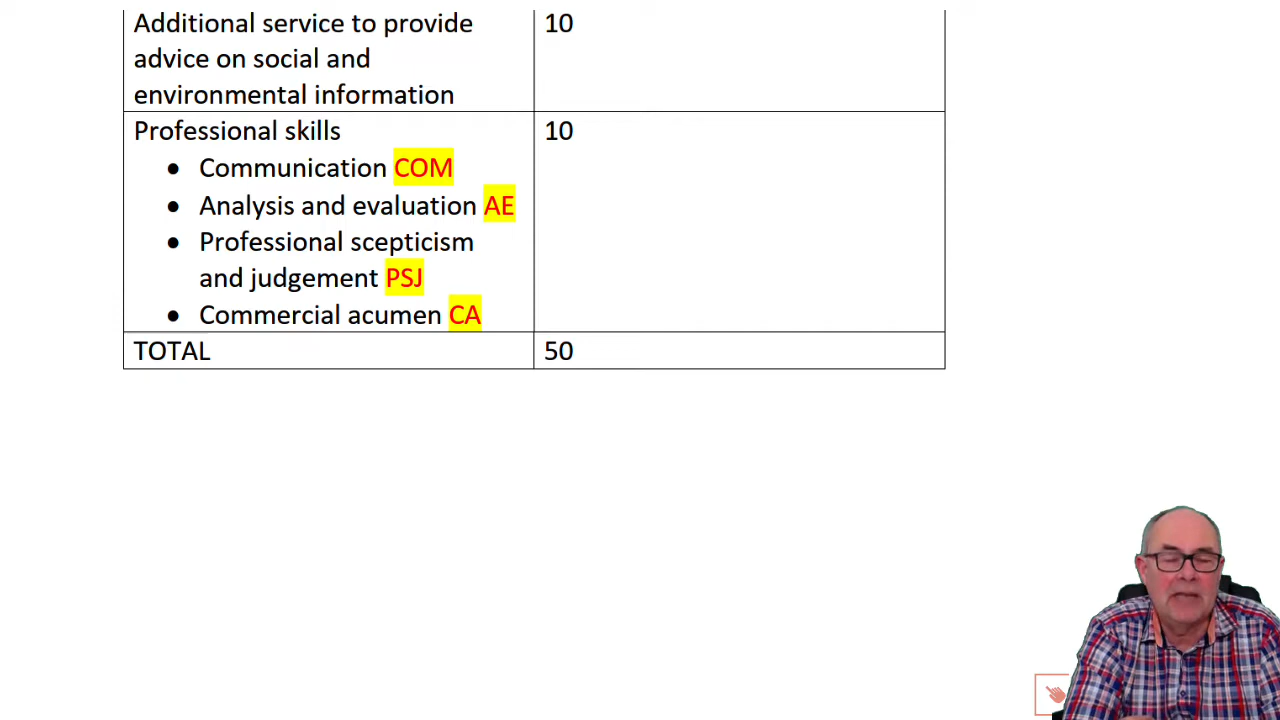 Additional service to provide 10
advice on social and
environmental information
Professional skills 10
• Communication COM
• Analysis and evaluation AE
• Professional scepticism
and judgement PSJ
• Commercial acumen CA
TOTAL 50